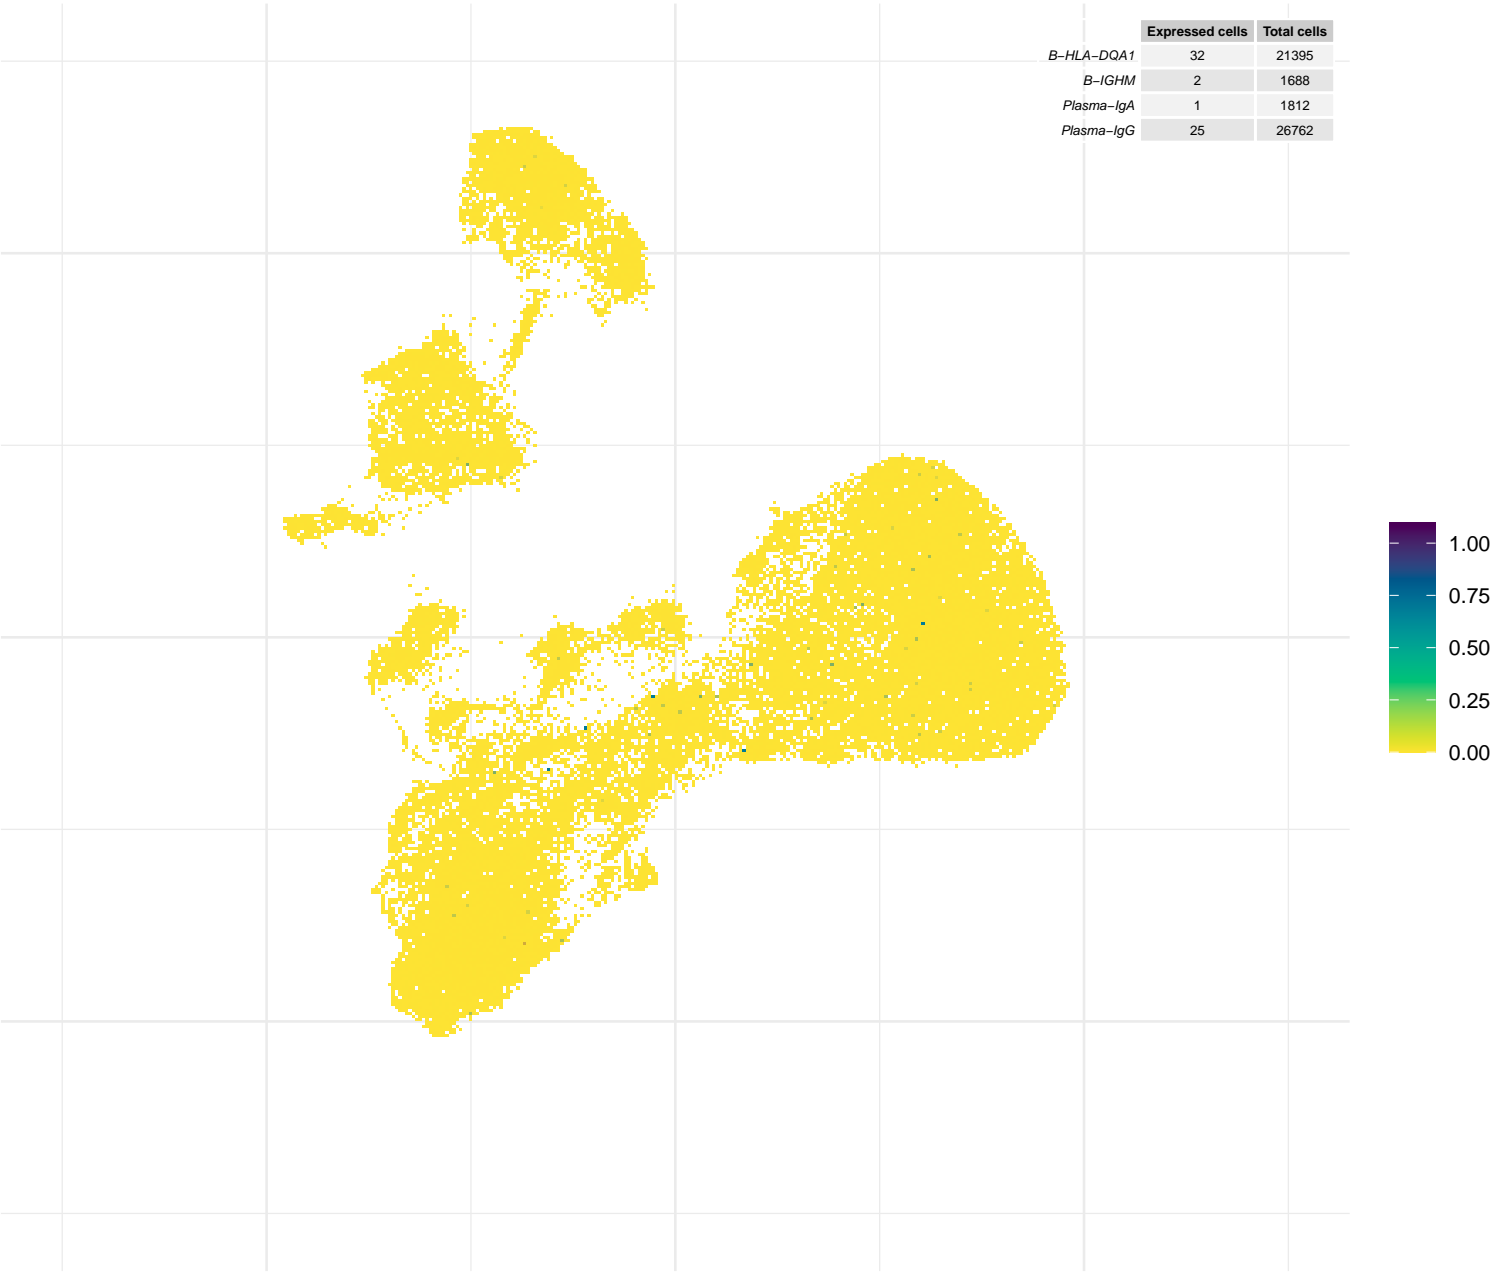 Expressed cells Total cells
B−HLA−DQA1 32 21395
B−IGHM 2 1688
Plasma−IgA 1 1812
Plasma−IgG 25 26762
1.00
0.75
0.50
0.25
0.00